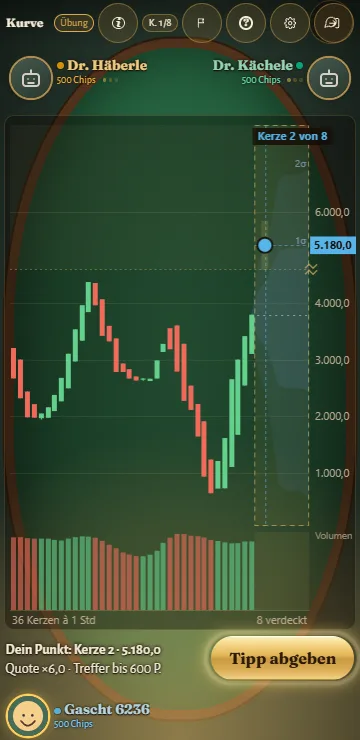 Kurve
Übung
K. 1/8
Dr. Häberle
500 Chips
Dr. Kächele
500 Chips
Kerze 2 von 8
2σ
6.000,0
1σ
5.180,0
4.000,0
3.000,0
2.000,0
1.000,0
Volumen
36 Kerzen à 1 Std
8 verdeckt
Dein Punkt: Kerze 2 · 5.180,0
Quote ×6,0 · Treffer bis 600 P.
Tipp abgeben
Gascht 6236
500 Chips